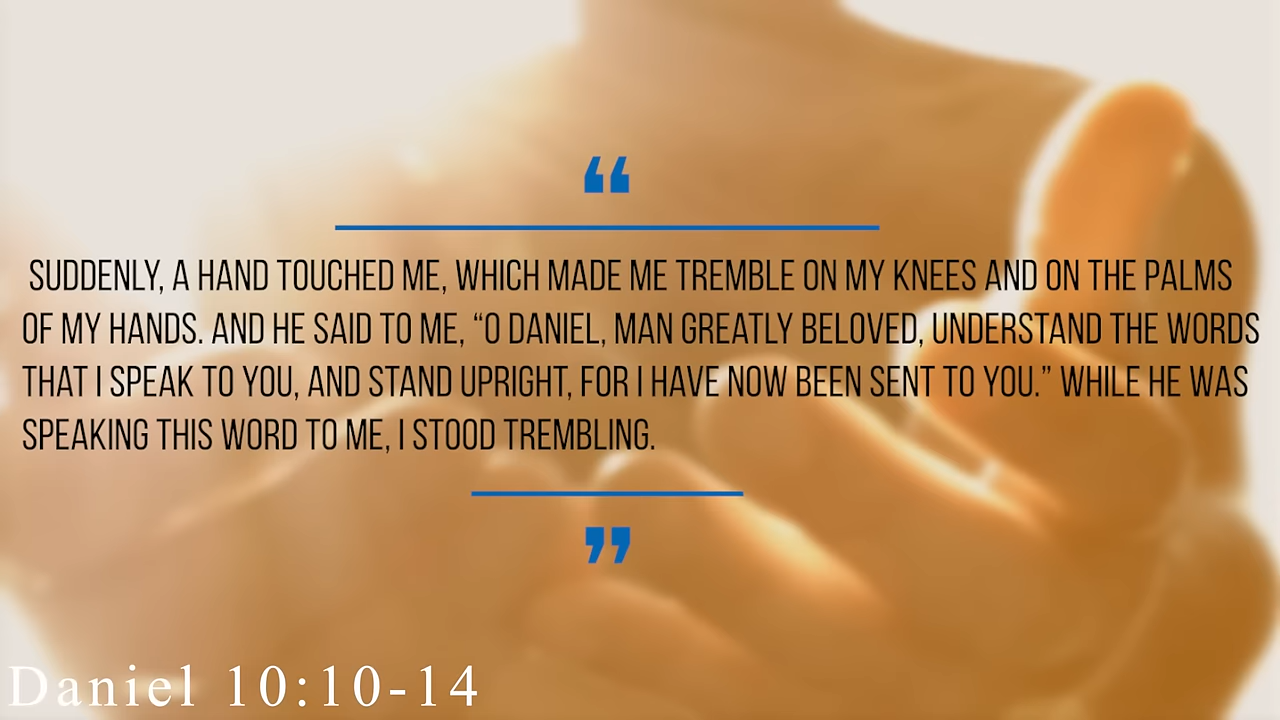 “
SUDDENLY, A HAND TOUCHED ME, WHICH MADE ME TREMBLE ON MY KNEES AND ON THE PALMS
OF MY HANDS. AND HE SAID TO ME, “O DANIEL, MAN GREATLY BELOVED, UNDERSTAND THE WORDS
THAT I SPEAK TO YOU, AND STAND UPRIGHT, FOR I HAVE NOW BEEN SENT TO YOU.” WHILE HE WAS
SPEAKING THIS WORD TO ME, I STOOD TREMBLING.
”
Daniel 10:10-14